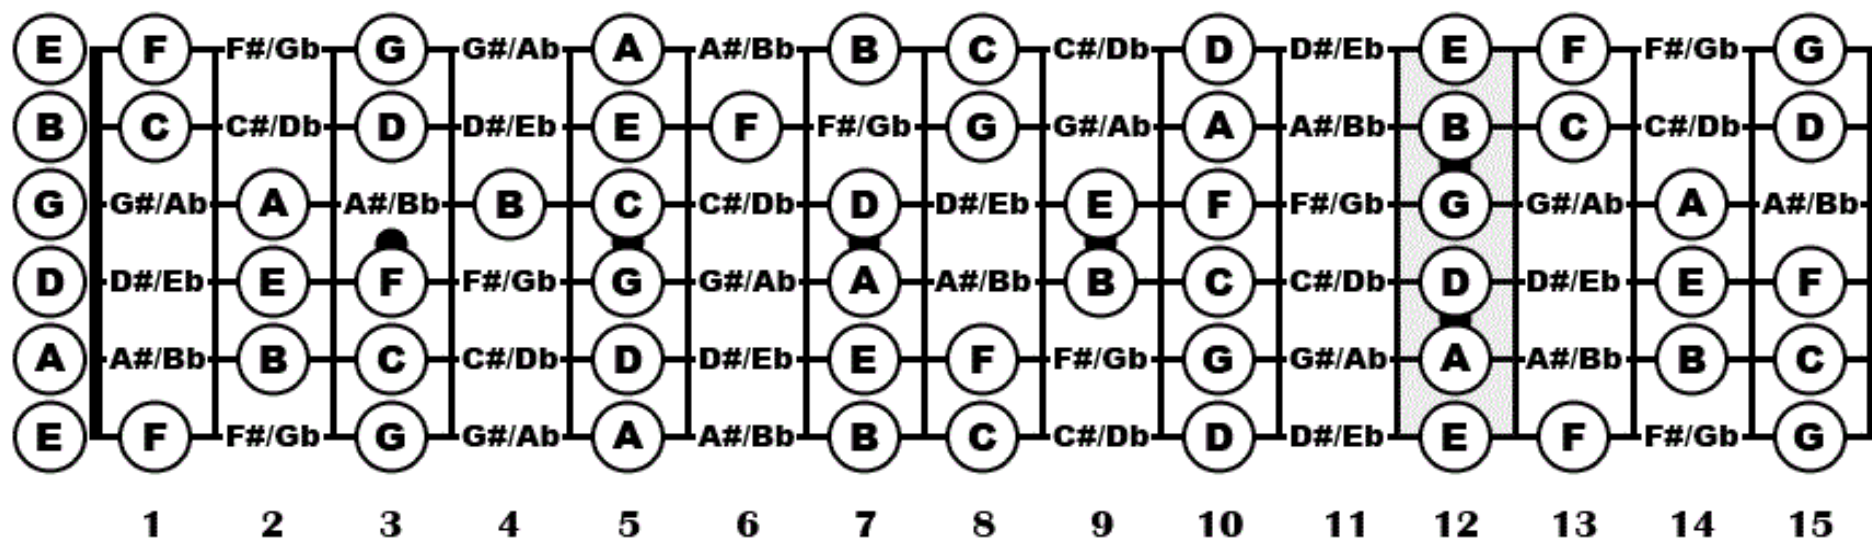 E F F#/Gb G G#/Ab A A#/Bb B C C#/Db D D#/Eb E F F#/Gb G
B C C#/Db D D#/Eb E F F#/Gb G G#/Ab A A#/Bb B C C#/Db D
G G#/Ab A A#/Bb B C C#/Db D D#/Eb E F F#/Gb G G#/Ab A A#/Bb
D D#/Eb E F F#/Gb G G#/Ab A A#/Bb B C C#/Db D D#/Eb E F
A A#/Bb B C C#/Db D D#/Eb E F F#/Gb G G#/Ab A A#/Bb B C
E F F#/Gb G G#/Ab A A#/Bb B C C#/Db D D#/Eb E F F#/Gb G
1 2 3 4 5 6 7 8 9 10 11 12 13 14 15